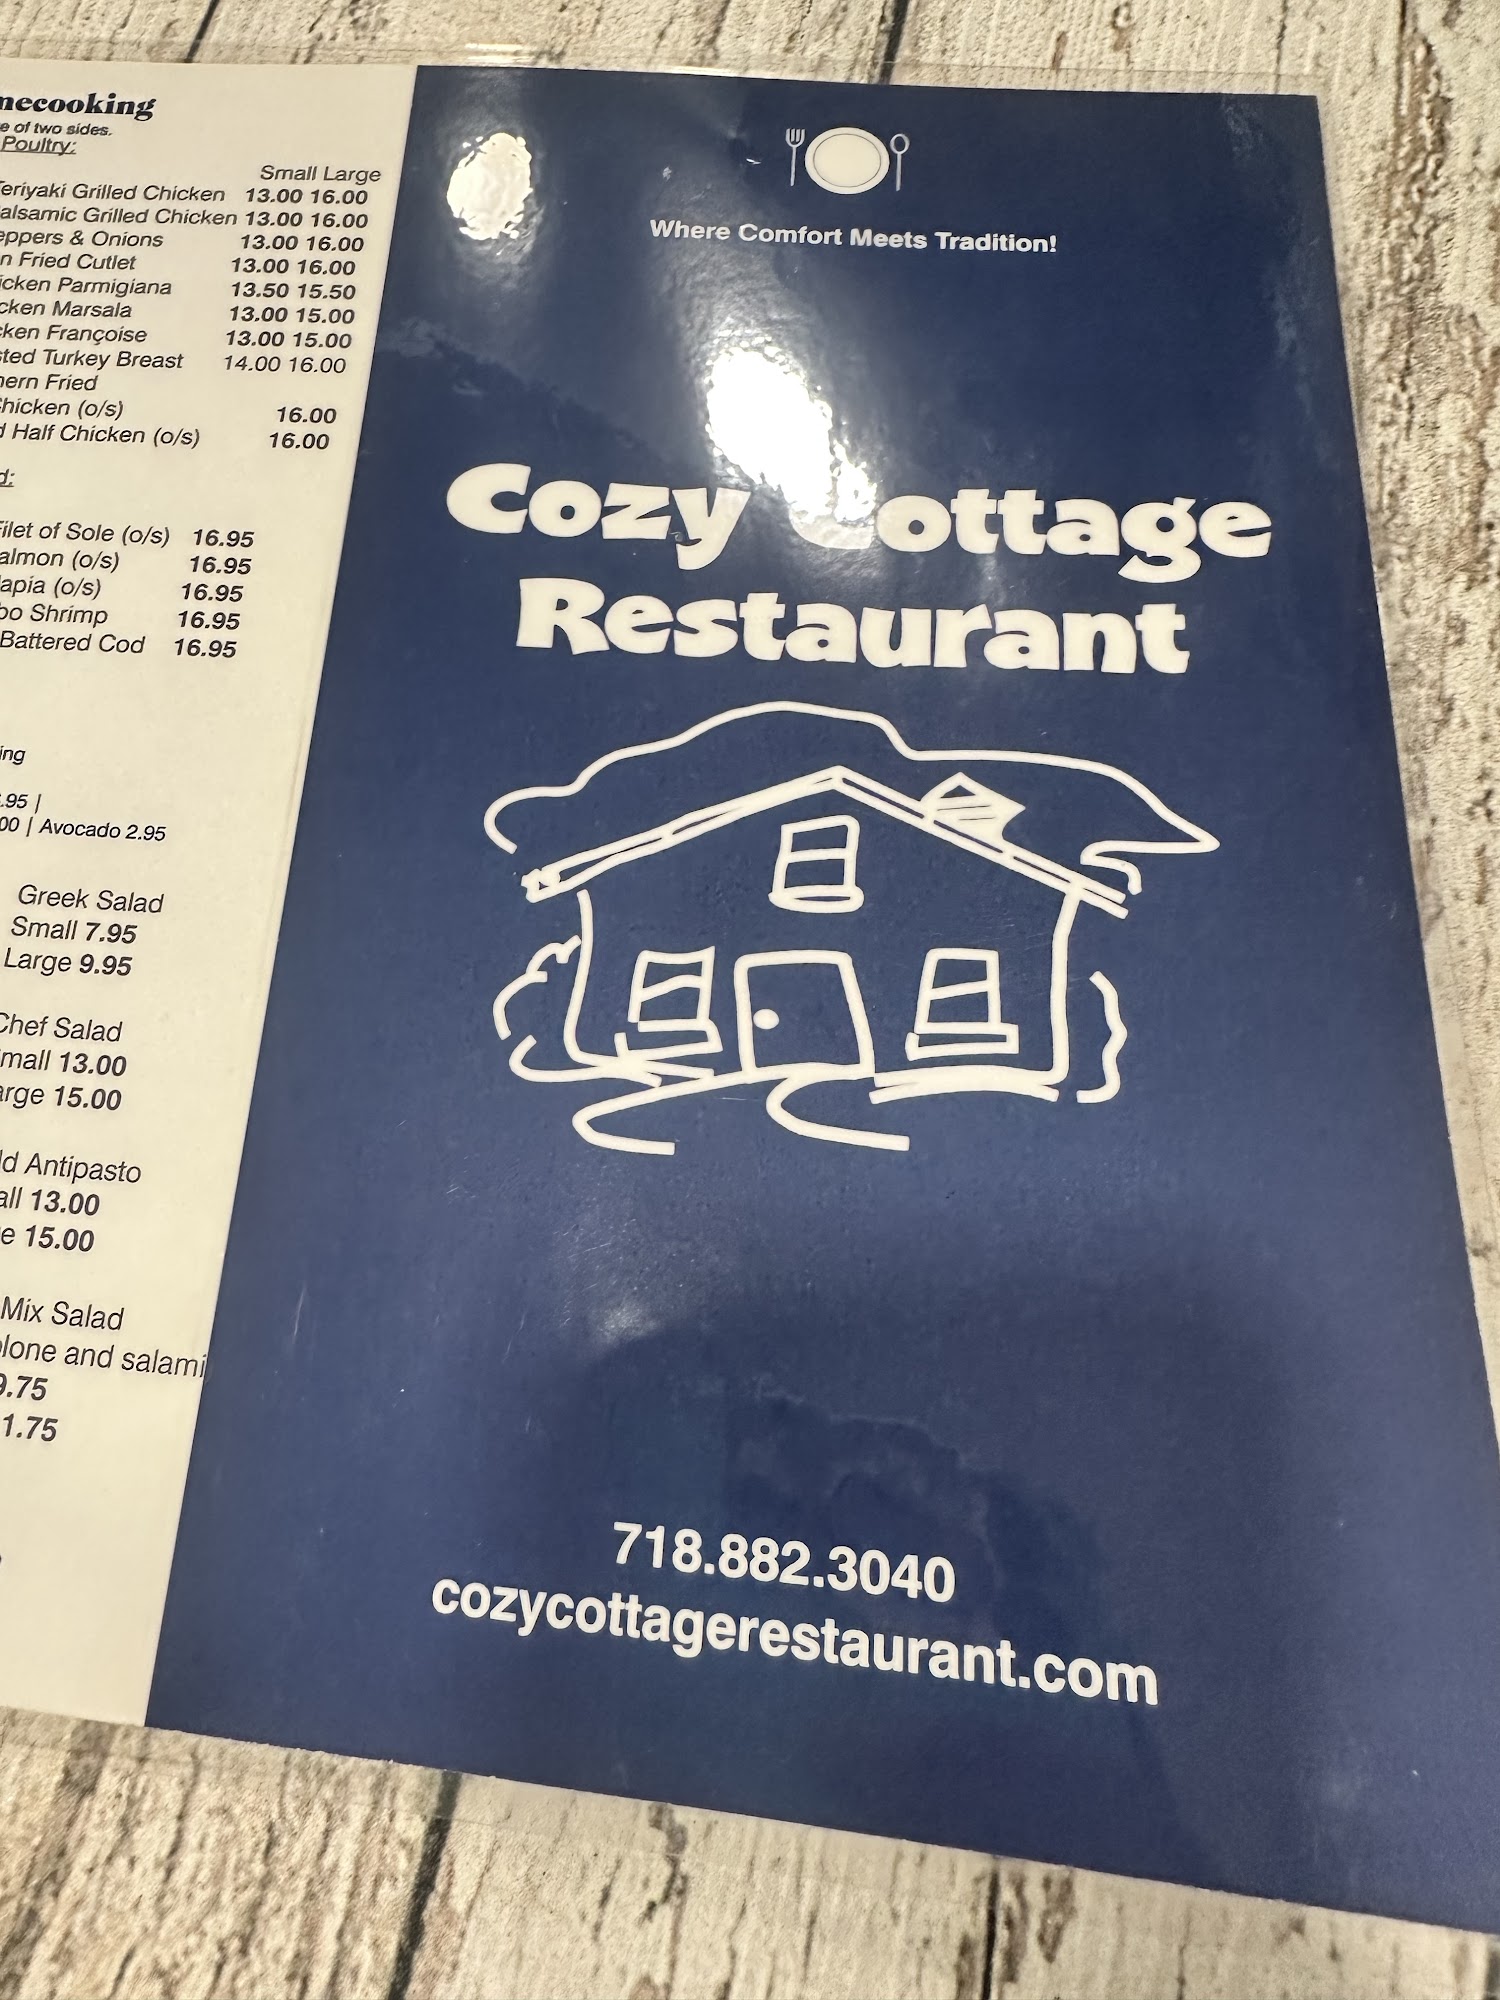 Poultry:
e of two sides.
Small Large
Teriyaki Grilled Chicken 13.00 16.00
alsamic Grilled Chicken 13.00 16.00
eppers & Onions 13.00 16.00
n Fried Cutlet 13.00 16.00
icken Parmigiana 13.50 15.50
cken Marsala 13.00 15.00
ken Françoise 13.00 15.00
sted Turkey Breast 14.00 16.00
hern Fried
Chicken (o/s) 16.00
d Half Chicken (o/s) 16.00
d:
Filet of Sole (o/s) 16.95
almon (o/s) 16.95
lapia (o/s) 16.95
bo Shrimp 16.95
Battered Cod 16.95
ing
.95 |
00 | Avocado 2.95
Greek Salad
Small 7.95
Large 9.95
Chef Salad
mall 13.00
arge 15.00
ld Antipasto
all 13.00
e 15.00
Mix Salad
olone and salami
9.75
1.75
Where Comfort Meets Tradition!
Cozy Cottage
Restaurant
718.882.3040
cozycottagerestaurant.com